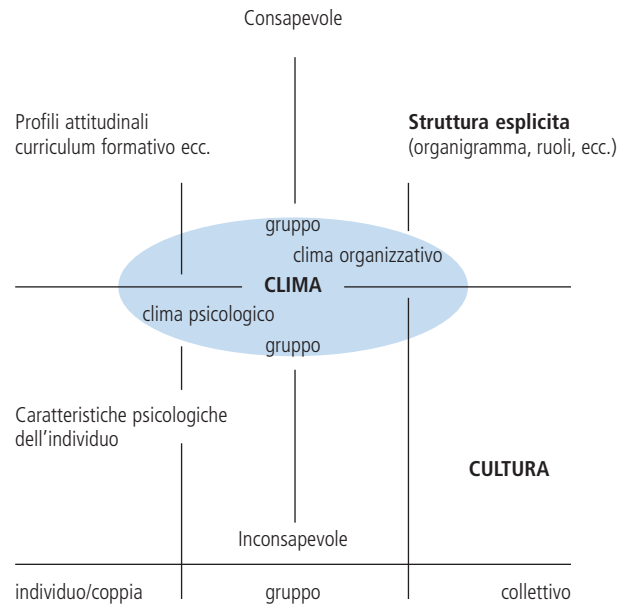 Consapevole
Profili attitudinali
curriculum formativo ecc.
Struttura esplicita
(organigramma, ruoli, ecc.)
gruppo
clima organizzativo
CLIMA
clima psicologico
gruppo
Caratteristiche psicologiche
dell'individuo
CULTURA
Inconsapevole
individuo/coppia
gruppo
collettivo